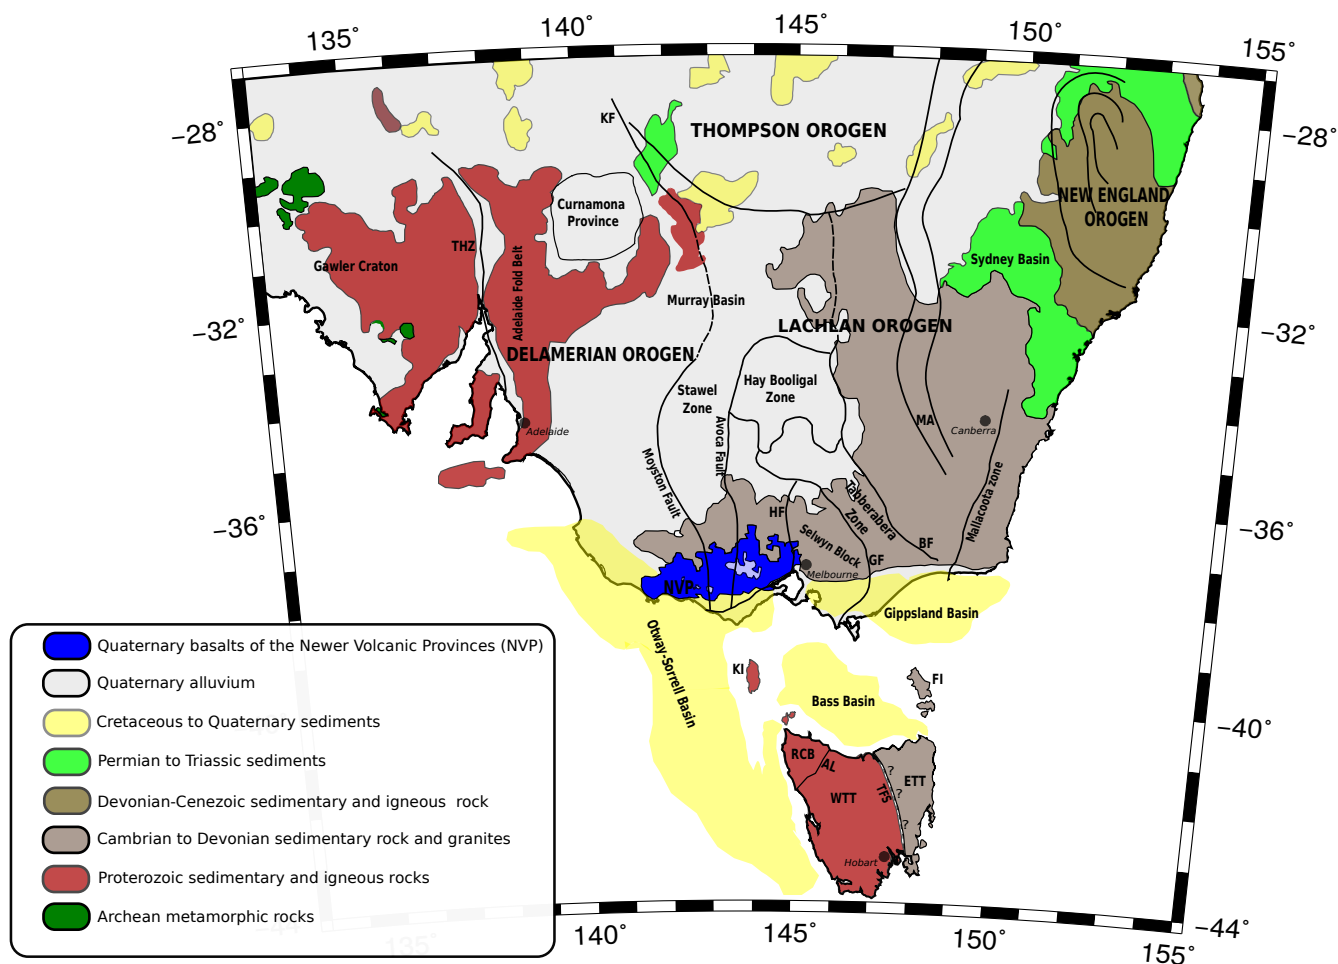 135°
140°
145°
150°
155°
−28°
−28°
KF
THOMPSON OROGEN
NEW ENGLAND
OROGEN
Curnamona
Province
THZ
Gawler Craton
Adelaide Fold Belt
Sydney Basin
Murray Basin
−32°
−32°
LACHLAN OROGEN
DELAMERIAN OROGEN
Hay Booligal
Zone
Stawel
Zone
Avoca Fault
MA
Canberra
Adelaide
Moyston Fault
Mallacoota zone
Tabberabera
Zone
−36°
−36°
HF
Selwyn Block
BF
GF
Melbourne
NVP
Gippsland Basin
Otway-Sorrell Basin
KI
FI
Bass Basin
−40°
−40°
RCB
AL
WTT
TFS
ETT
?
?
?
Hobart
Quaternary basalts of the Newer Volcanic Provinces (NVP)
Quaternary alluvium
Cretaceous to Quaternary sediments
Permian to Triassic sediments
Devonian-Cenezoic sedimentary and igneous rock
Cambrian to Devonian sedimentary rock and granites
Proterozoic sedimentary and igneous rocks
Archean metamorphic rocks
−44°
−44°
135°
140°
145°
150°
155°